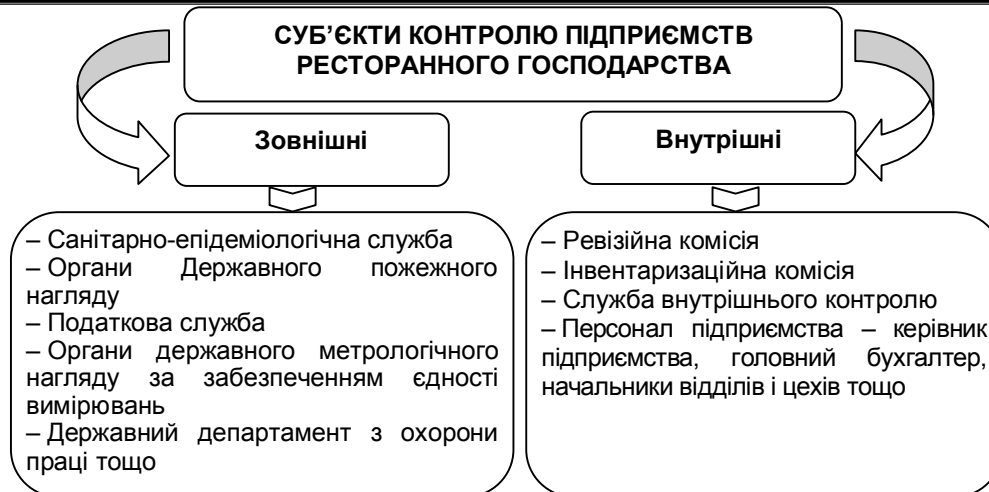 СУБ’ЄКТИ КОНТРОЛЮ ПІДПРИЄМСТВ
РЕСТОРАННОГО ГОСПОДАРСТВА
Зовнішні
– Санітарно-епідеміологічна служба
– Органи Державного пожежного
нагляду
– Податкова служба
– Органи державного метрологічного
нагляду за забезпеченням єдності
вимірювань
– Державний департамент з охорони
праці тощо
Внутрішні
– Ревізійна комісія
– Інвентаризаційна комісія
– Служба внутрішнього контролю
– Персонал підприємства – керівник
підприємства, головний бухгалтер,
начальники відділів і цехів тощо